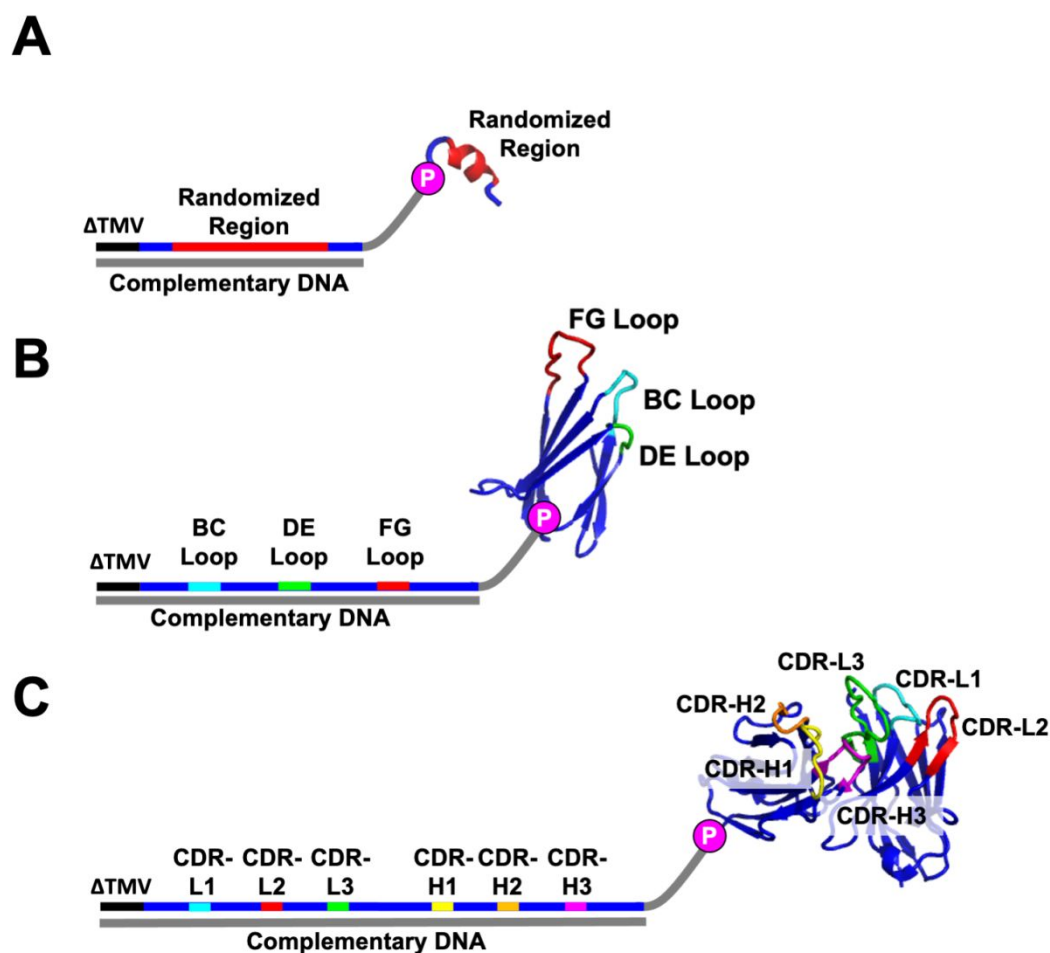 A
Randomized
Region
P
Randomized
Region
ΔTMV
Complementary DNA
B
FG Loop
BC Loop
DE Loop
P
BC
Loop
DE
Loop
FG
Loop
ΔTMV
Complementary DNA
C
CDR-L3
CDR-L1
CDR-H2
CDR-L2
CDR-H1
CDR-H3
P
CDR-
L1
CDR-
L2
CDR-
L3
CDR-
H1
CDR-
H2
CDR-
H3
ΔTMV
Complementary DNA